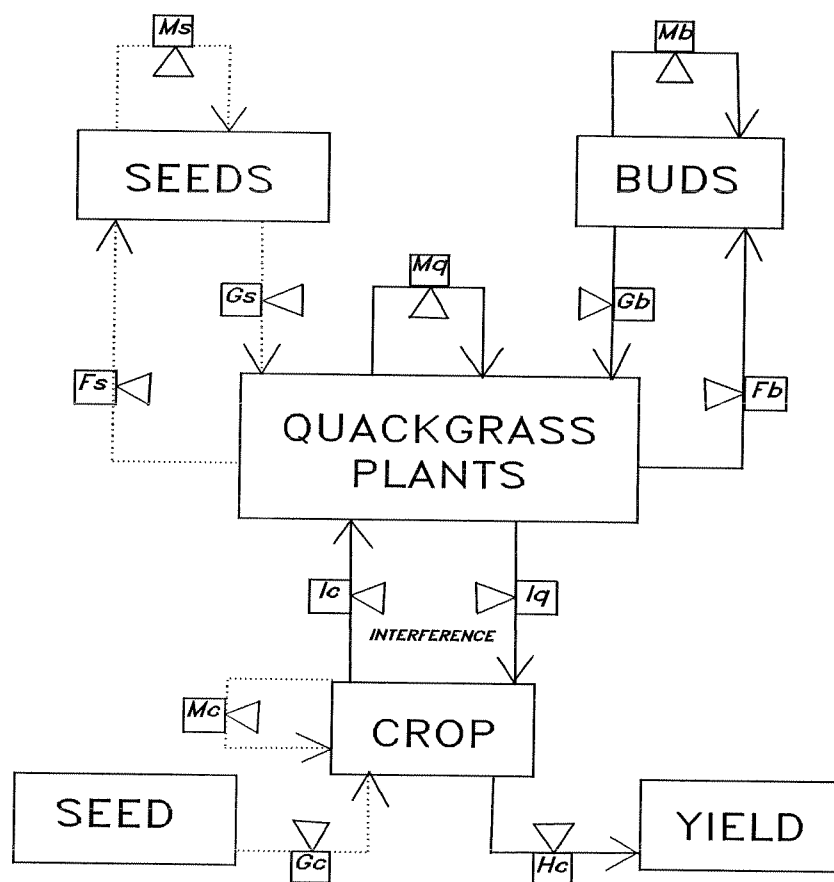 Ms
Mb
SEEDS
BUDS
Mq
Gs
Gb
Fs
Fb
QUACKGRASS
PLANTS
Ic
Iq
INTERFERENCE
Mc
CROP
SEED
YIELD
Gc
Hc